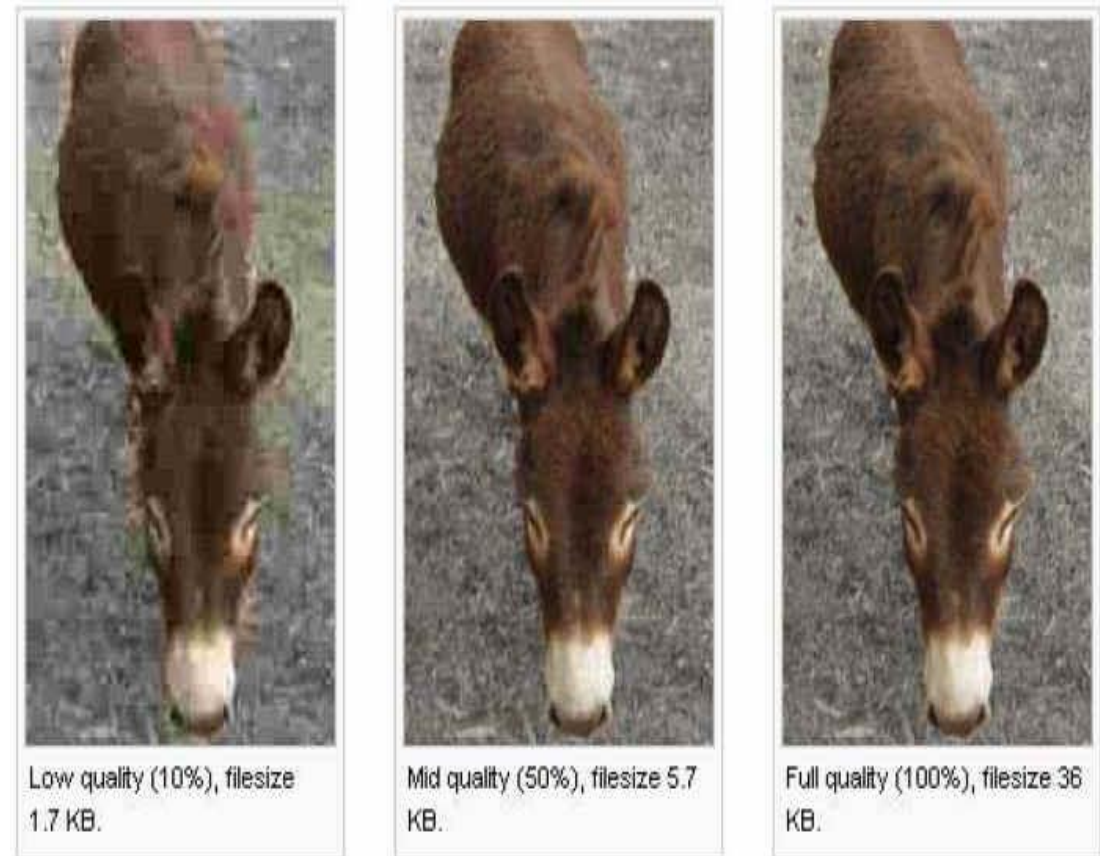 Low quality (10%), filesize
1.7 KB.
Mid quality (50%), filesize 5.7
KB.
Full quality (100%), filesize 36
KB.